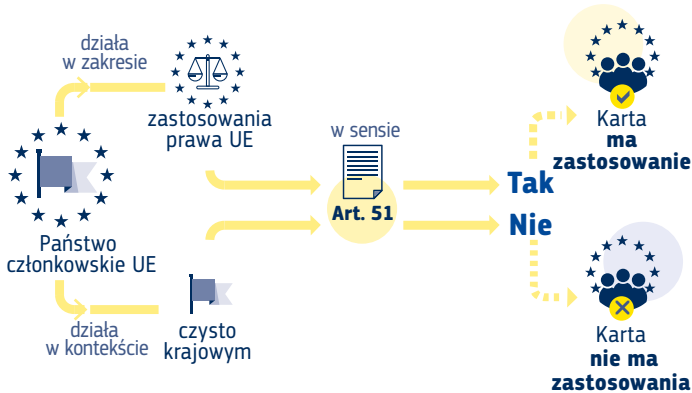 działa
w zakresie
zastosowania
prawa UE
Państwo
członkowskie UE
działa
w kontekście
czysto
krajowym
w sensie
Art. 51
Tak
Nie
Karta
ma
zastosowanie
Karta
nie ma
zastosowania